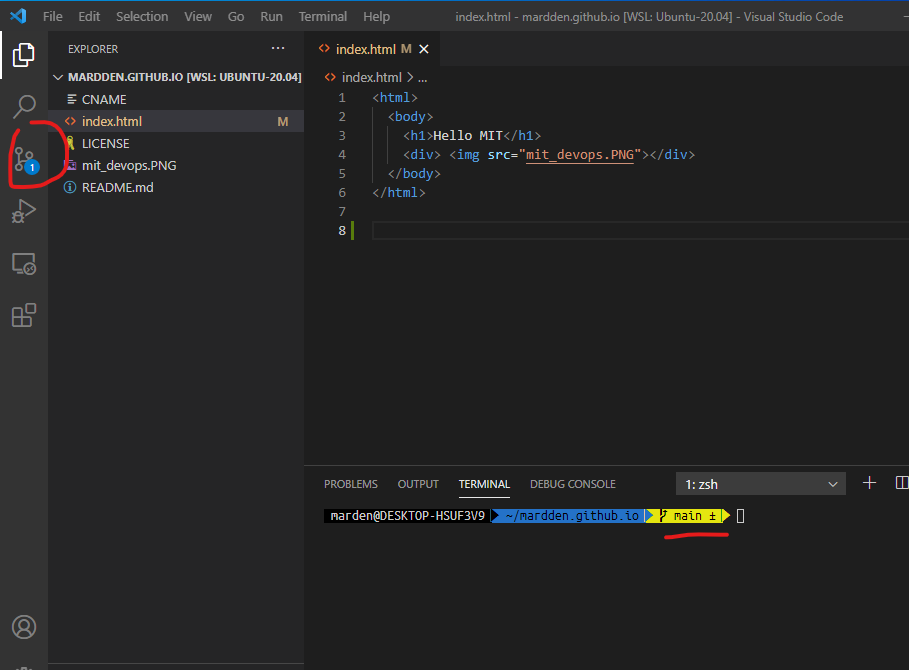 File Edit Selection View Go Run Terminal Help index.html - mardden.github.io [WSL: Ubuntu-20.04] - Visual Studio Code
EXPLORER ...
MARDDEN.GITHUB.IO [WSL: UBUNTU-20.04]
CNAME
index.html M
LICENSE
mit_devops.PNG
README.md
1
index.html M
index.html > ...
1 <html>
2 <body>
3 <h1>Hello MIT</h1>
4 <div> <img src="mit_devops.PNG"></div>
5 </body>
6 </html>
7
8
PROBLEMS OUTPUT TERMINAL DEBUG CONSOLE 1: zsh
marden@DESKTOP-HSUF3V9 ~/mardden.github.io main ±